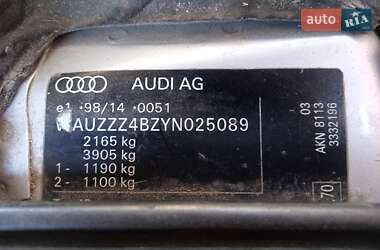 auto RIA
AUDI AG
e1 *98/14 *0051
WAUZZZ4BZYN025089
2165 kg
3905 kg
1- 1190 kg
2- 1100 kg
03
AKN 8113
3332196
70